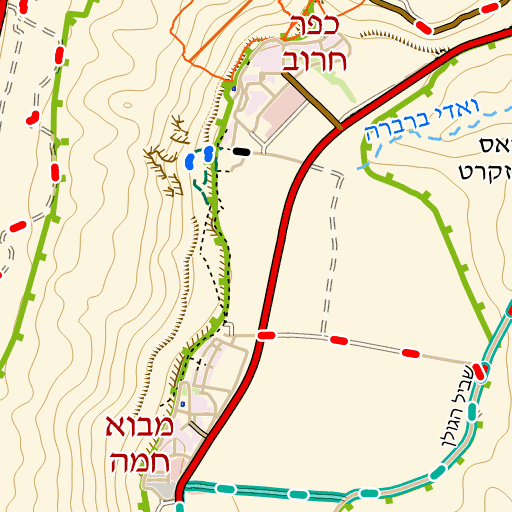 כפר
חרוב
ואדי ברברה
אס
זקרט
שביל הגולן
מבוא
חמה